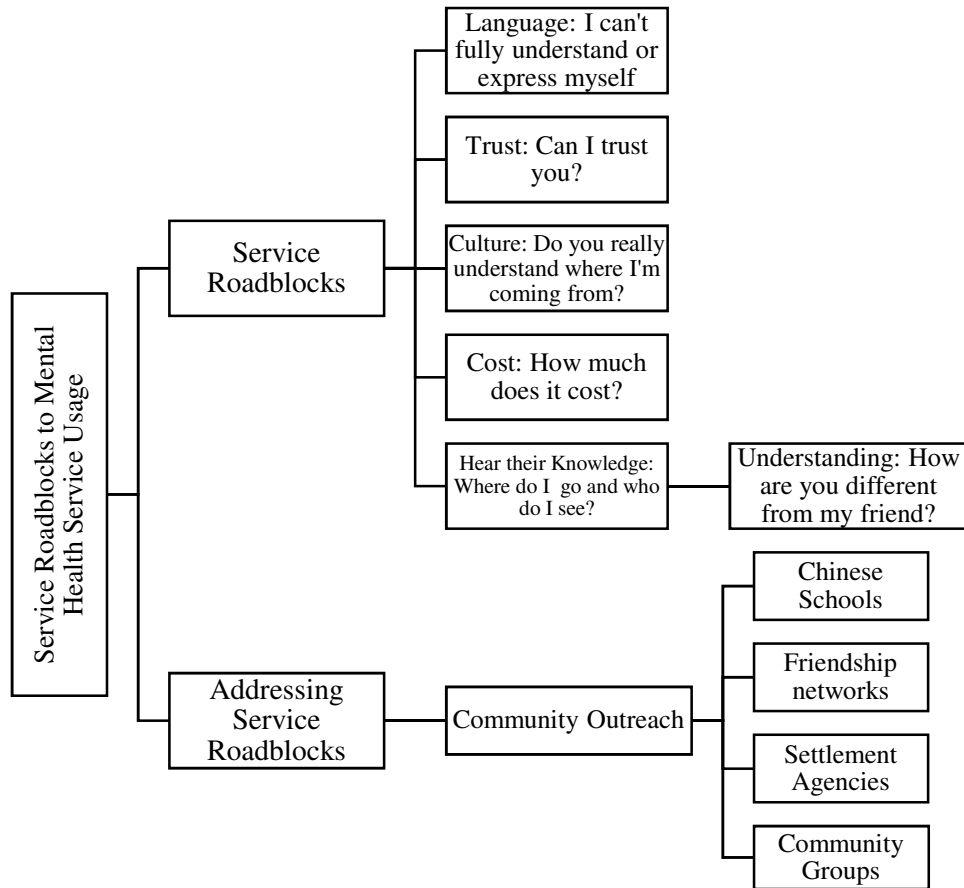 Service Roadblocks to Mental
Health Service Usage
Service
Roadblocks
Language: I can't
fully understand or
express myself
Trust: Can I trust
you?
Culture: Do you really
understand where I'm
coming from?
Cost: How much
does it cost?
Hear their Knowledge:
Where do I go and who
do I see?
Understanding: How
are you different
from my friend?
Addressing
Service
Roadblocks
Community Outreach
Chinese
Schools
Friendship
networks
Settlement
Agencies
Community
Groups